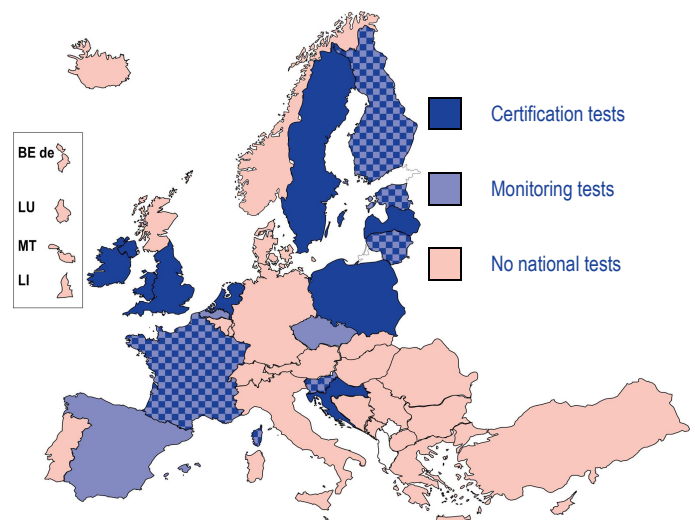 Certification tests
Monitoring tests
No national tests
BE de
LU
MT
LI